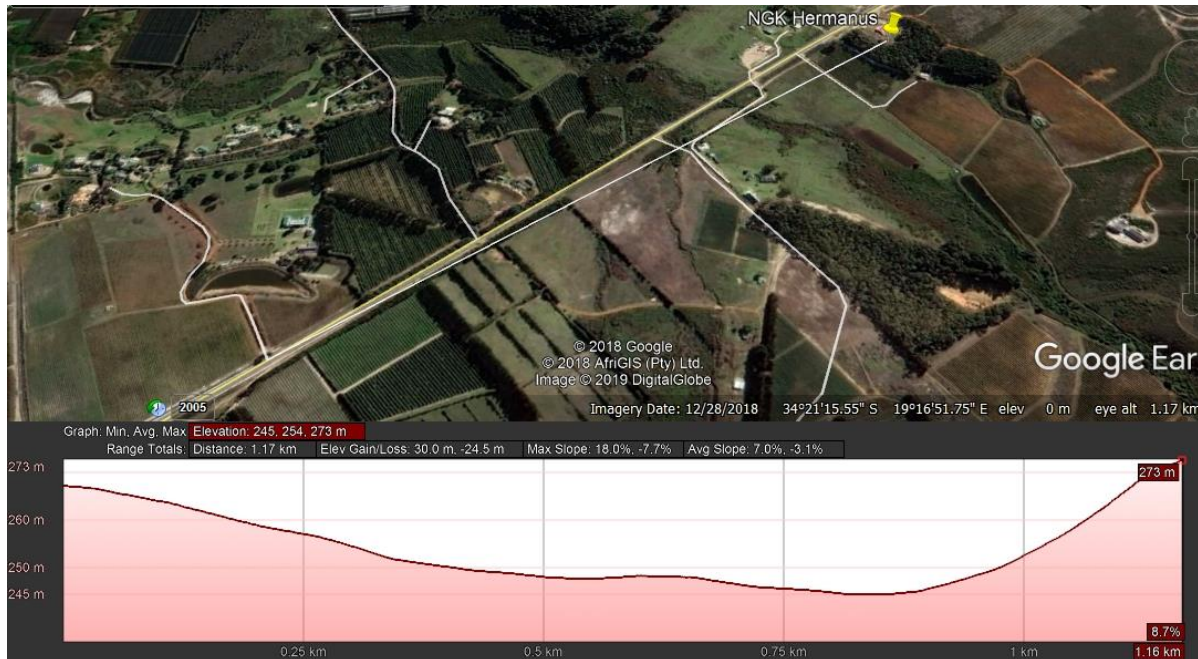 NGK Hermanus
© 2018 Google
© 2018 AfriGIS (Pty) Ltd.
Image © 2019 DigitalGlobe
Google Ear
2005
Imagery Date: 12/28/2018 34°21'15.55" S 19°16'51.75" E elev 0 m eye alt 1.17 km
Graph: Min, Avg, Max Elevation: 245, 254, 273 m
Range Totals: Distance: 1.17 km Elev Gain/Loss: 30.0 m, -24.5 m Max Slope: 18.0%, -7.7% Avg Slope: 7.0%, -3.1%
273 m
273 m
260 m
250 m
245 m
8.7%
0.25 km 0.5 km 0.75 km 1 km 1.16 km